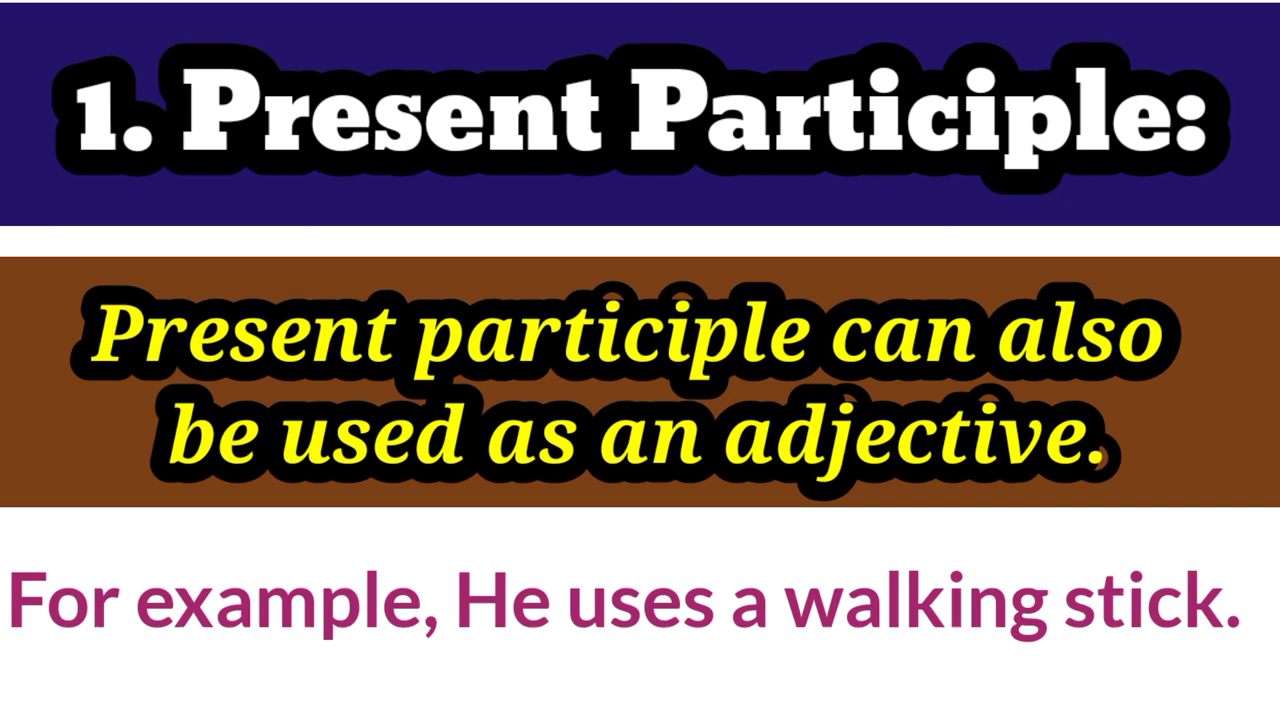 1. Present Participle:
Present participle can also
be used as an adjective.
For example, He uses a walking stick.